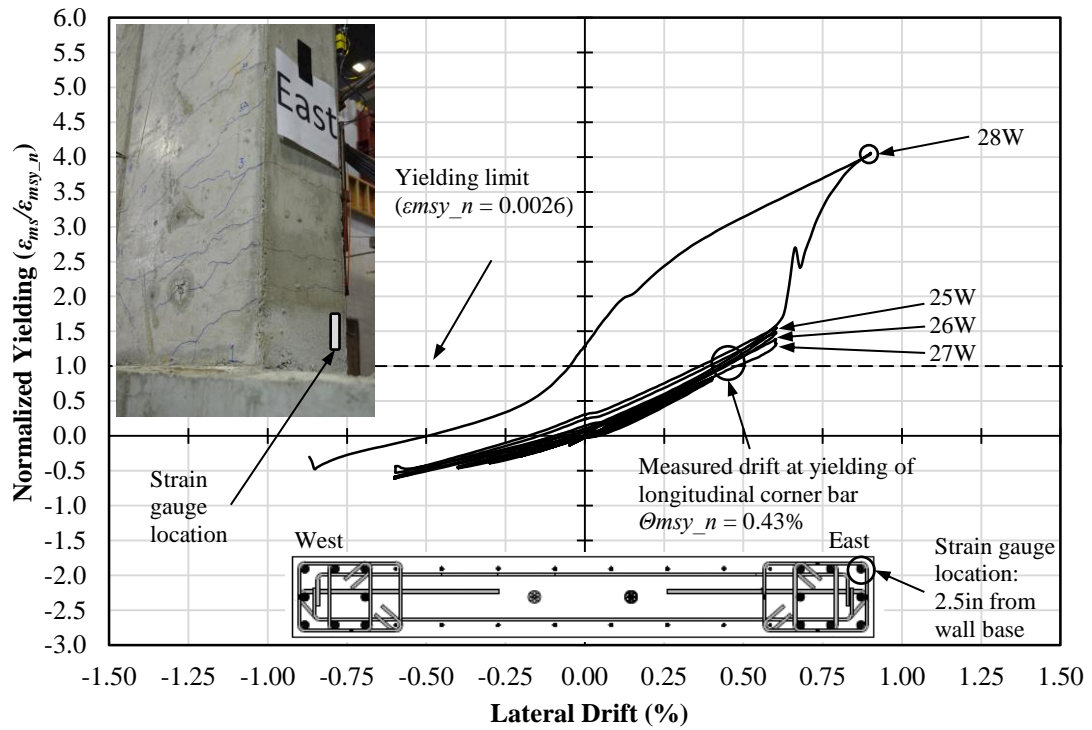 6.0
5.5
5.0
4.5
4.0
3.5
3.0
2.5
2.0
1.5
1.0
0.5
0.0
-0.5
-1.0
-1.5
-2.0
-2.5
-3.0
Normalized Yielding (εms/εmsy_n)
East
28W
Yielding limit
(εmsy_n = 0.0026)
25W
26W
27W
Measured drift at yielding of
longitudinal corner bar
Θmsy_n = 0.43%
Strain
gauge
location
West
East
Strain gauge
location:
2.5in from
wall base
-1.50 -1.25 -1.00 -0.75 -0.50 -0.25 0.00 0.25 0.50 0.75 1.00 1.25 1.50
Lateral Drift (%)